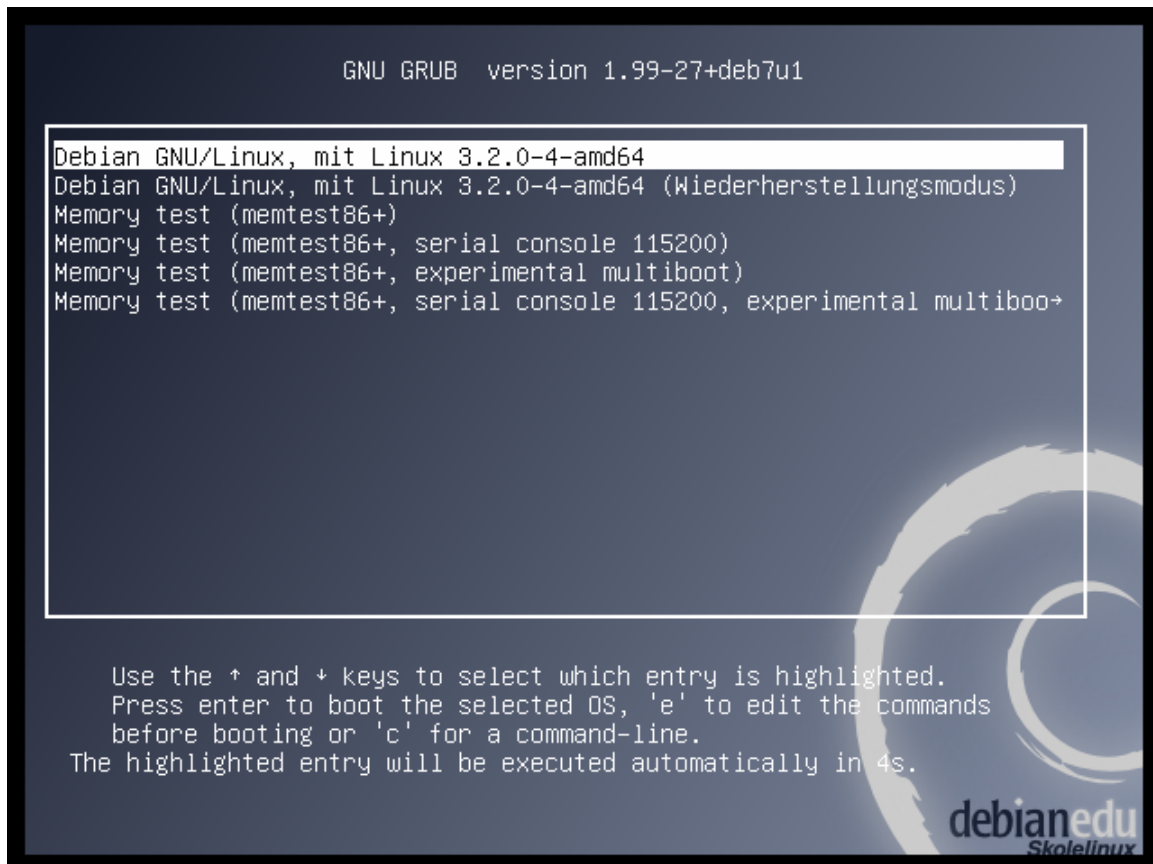 GNU GRUB  version 1.99-27+deb7u1
Debian GNU/Linux, mit Linux 3.2.0-4-amd64
Debian GNU/Linux, mit Linux 3.2.0-4-amd64 (Wiederherstellungsmodus)
Memory test (memtest86+)
Memory test (memtest86+, serial console 115200)
Memory test (memtest86+, experimental multiboot)
Memory test (memtest86+, serial console 115200, experimental multiboo→
Use the ↑ and ↓ keys to select which entry is highlighted.
Press enter to boot the selected OS, 'e' to edit the commands
before booting or 'c' for a command-line.
The highlighted entry will be executed automatically in 4s.
debianedu
Skolelinux